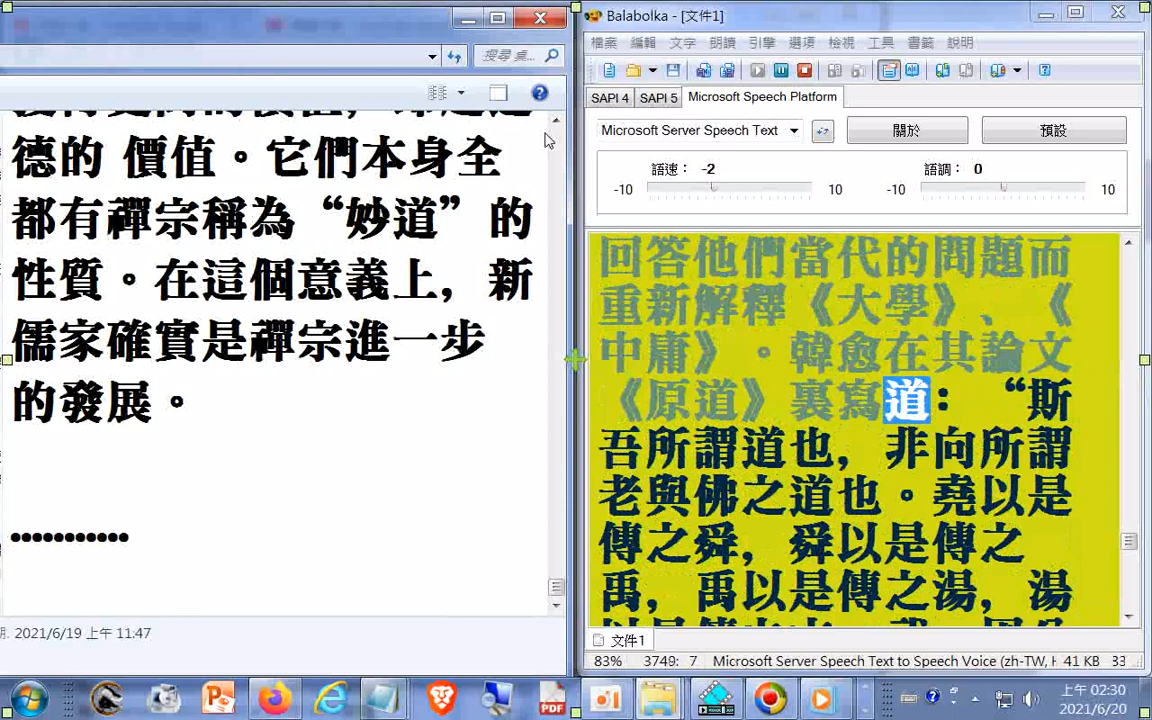 搜尋 桌...
德的 價值。它們本身全
都有禪宗稱為“妙道”的
性質。在這個意義上，新
儒家確實是禪宗進一步
的發展。
•••••••••••
2021/6/19 上午 11:47
Balabolka - [文件1]
檔案 編輯 文字 朗讀 引擎 選項 檢視 工具 書籤 說明
SAPI 4 SAPI 5 Microsoft Speech Platform
Microsoft Server Speech Text 關於 預設
語速： -2 語調： 0
-10 10 -10 10
回答他們當代的問題而
重新解釋《大學》、《
中庸》。韓愈在其論文
《原道》裏寫道：“斯
吾所謂道也，非向所謂
老與佛之道也。堯以是
傳之舜，舜以是傳之
禹，禹以是傳之湯，湯
文件1
83% 3749: 7 Microsoft Server Speech Text to Speech Voice (zh-TW, H 41 KB 33
PDF
上午 02:30
2021/6/20